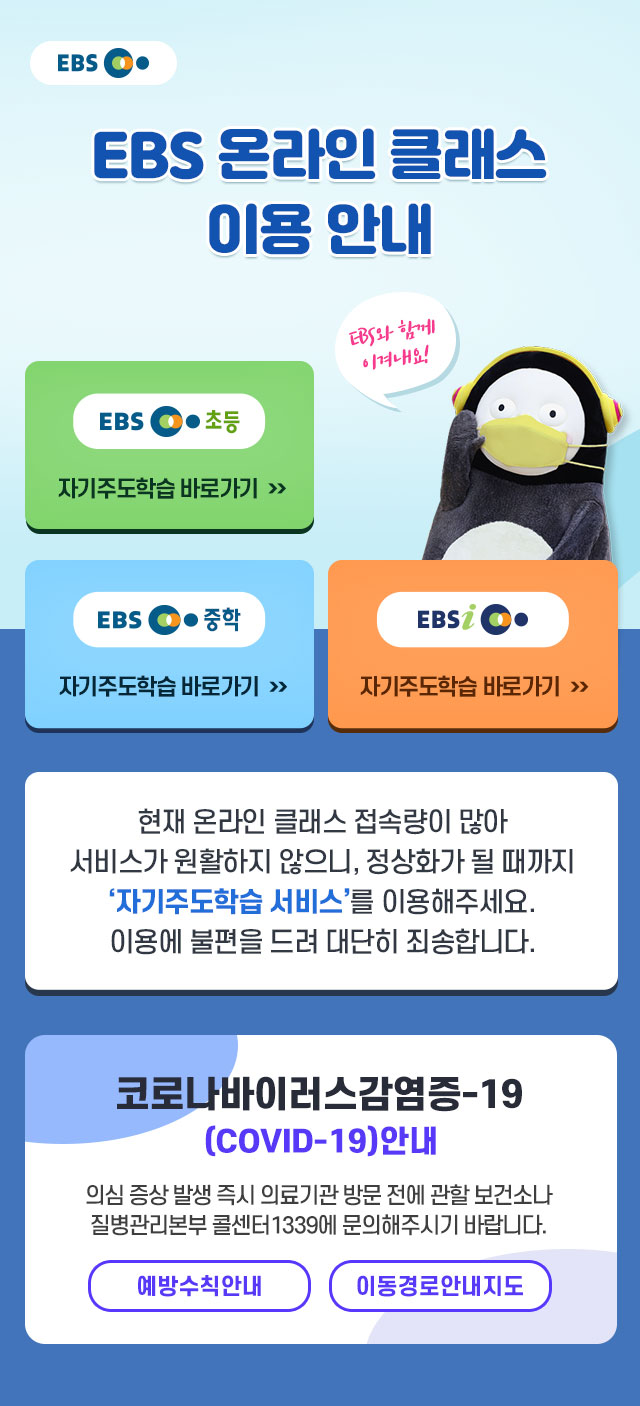 EBS
EBS 온라인 클래스
이용 안내
EBS와 함께
이겨내요!
EBS 초등
자기주도학습 바로가기 >>
EBS 중학
자기주도학습 바로가기 >>
EBSi
자기주도학습 바로가기 >>
현재 온라인 클래스 접속량이 많아
서비스가 원활하지 않으니, 정상화가 될 때까지
‘자기주도학습 서비스’를 이용해주세요.
이용에 불편을 드려 대단히 죄송합니다.
코로나바이러스감염증-19
(COVID-19)안내
의심 증상 발생 즉시 의료기관 방문 전에 관할 보건소나
질병관리본부 콜센터1339에 문의해주시기 바랍니다.
예방수칙안내
이동경로안내지도